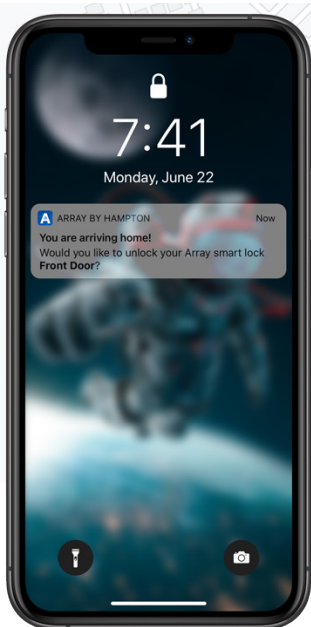 7:41
Monday, June 22
A ARRAY BY HAMPTON Now
You are arriving home!
Would you like to unlock your Array smart lock
Front Door?